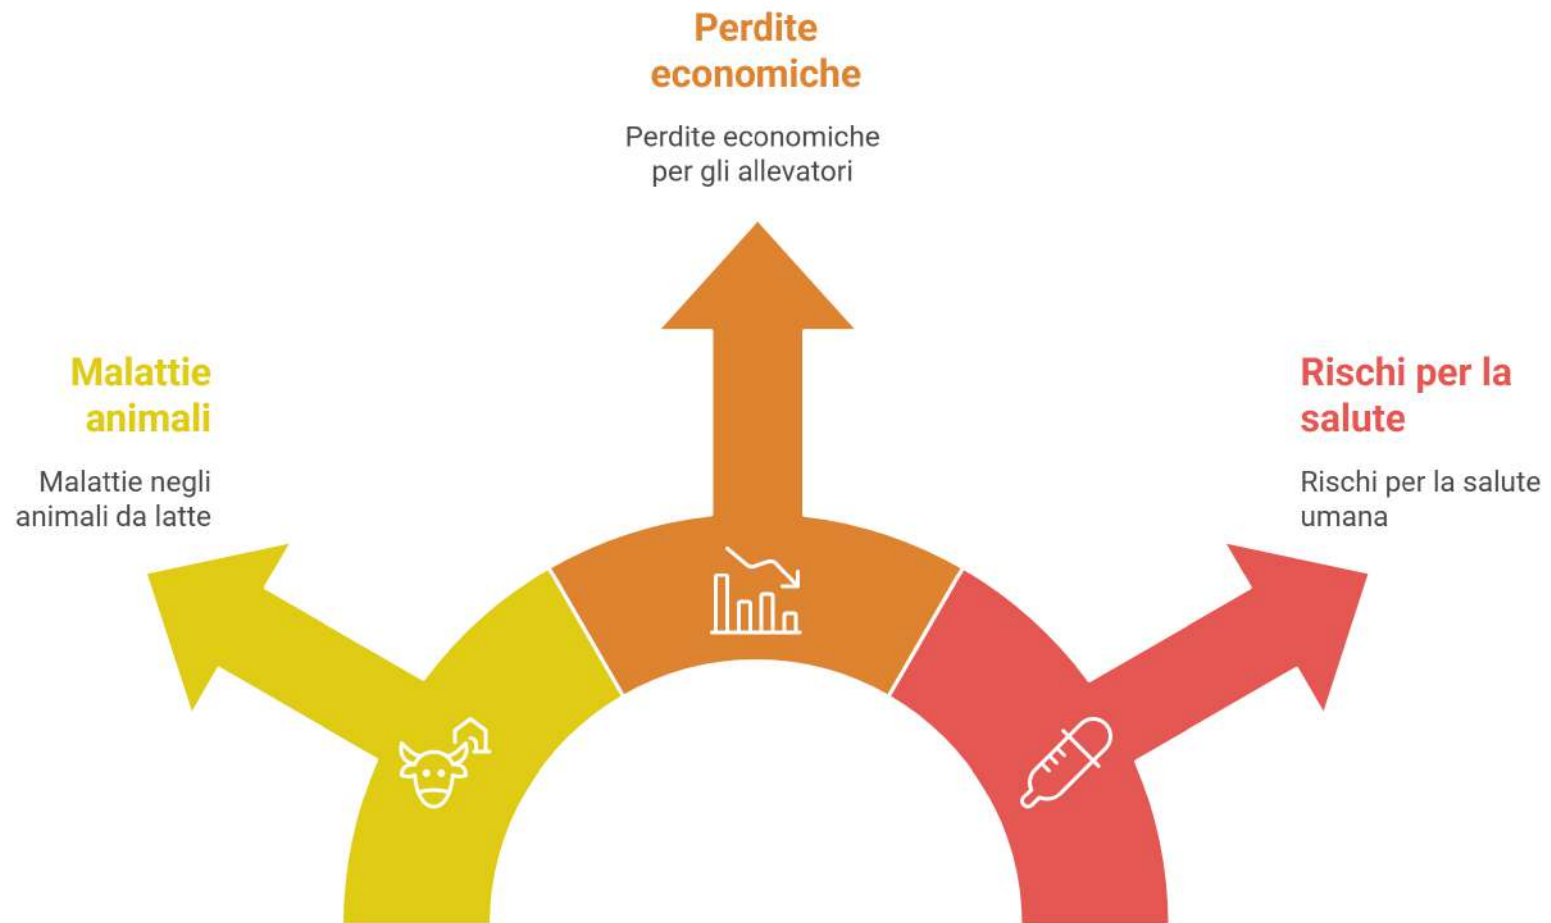 Perdite
economiche
Perdite economiche
per gli allevatori
Malattie
animali
Malattie negli
animali da latte
Rischi per la
salute
Rischi per la salute
umana